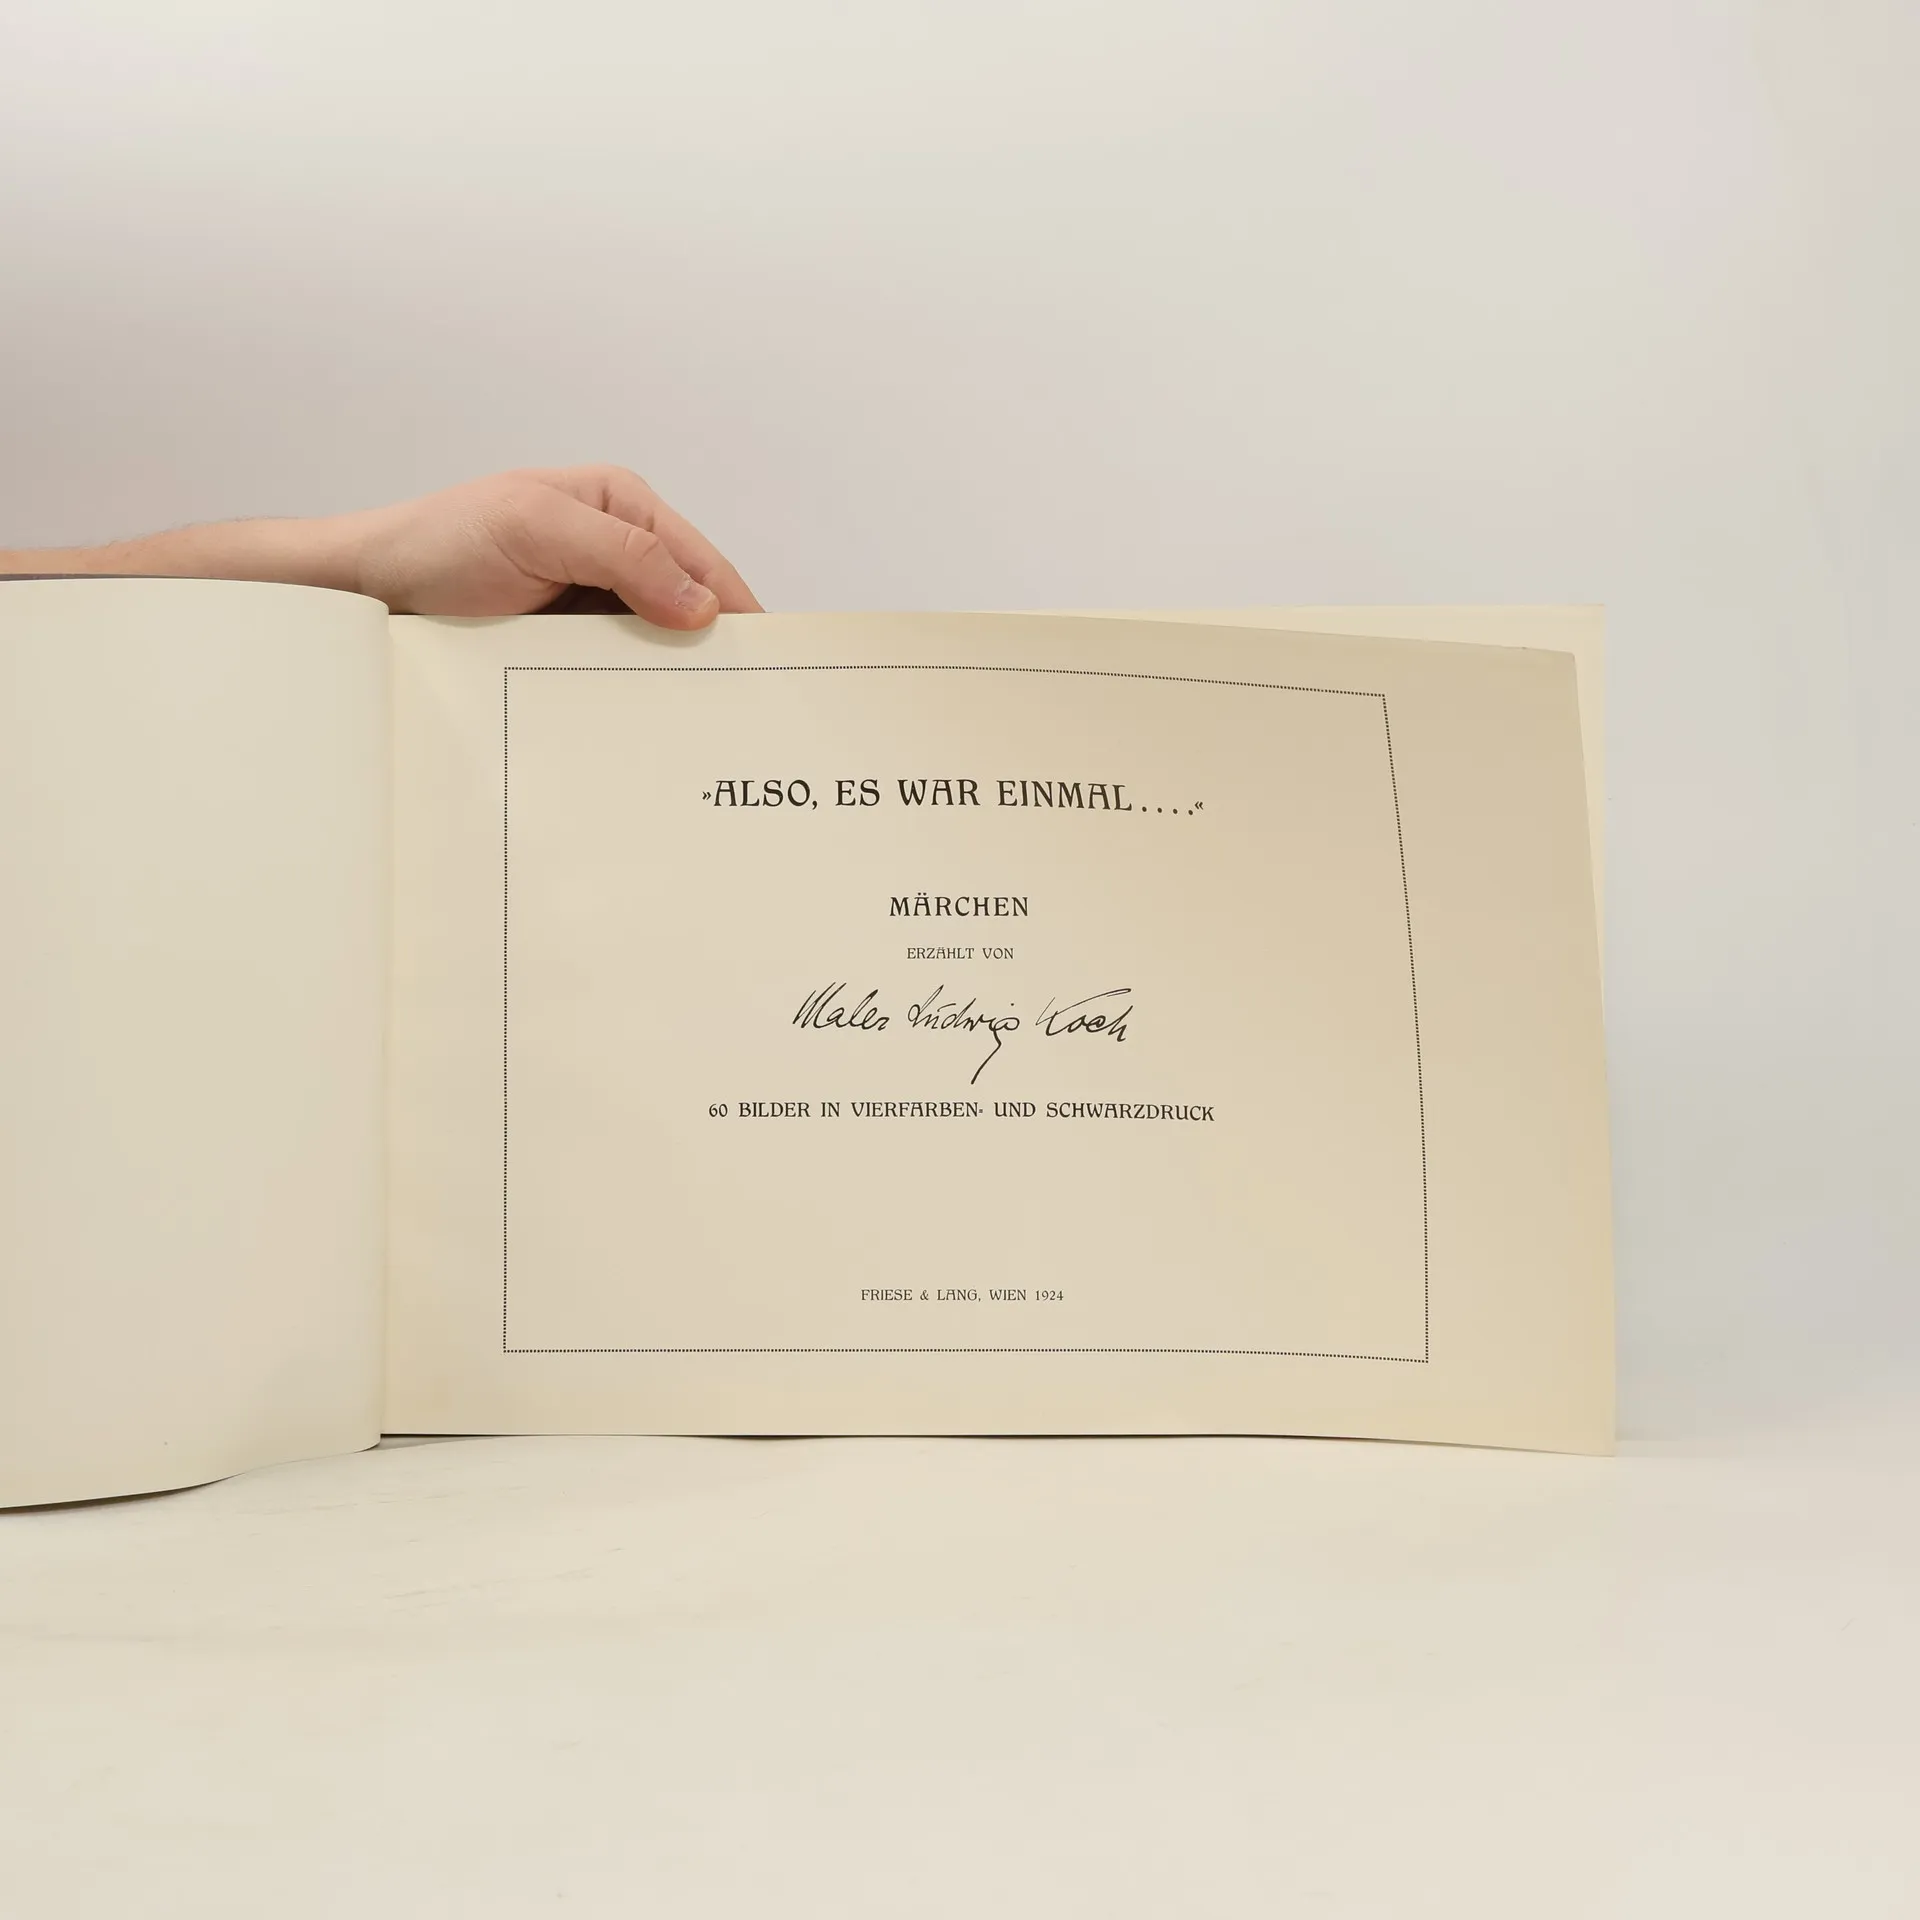 »ALSO, ES WAR EINMAL....«
MÄRCHEN
ERZÄHLT VON
Maler Ludwig Koch
60 BILDER IN VIERFARBEN- UND SCHWARZDRUCK
FRIESE & LANG, WIEN 1924